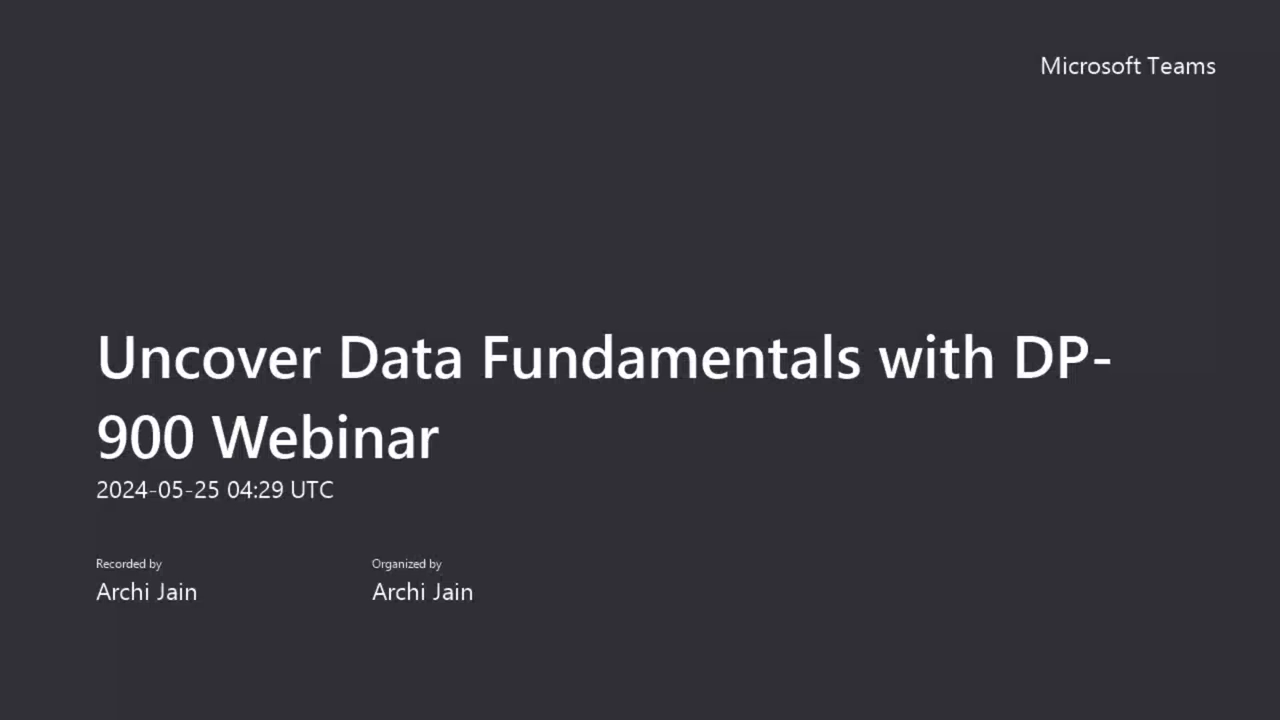 Microsoft Teams
Uncover Data Fundamentals with DP-
900 Webinar
2024-05-25 04:29 UTC
Recorded by
Organized by
Archi Jain
Archi Jain